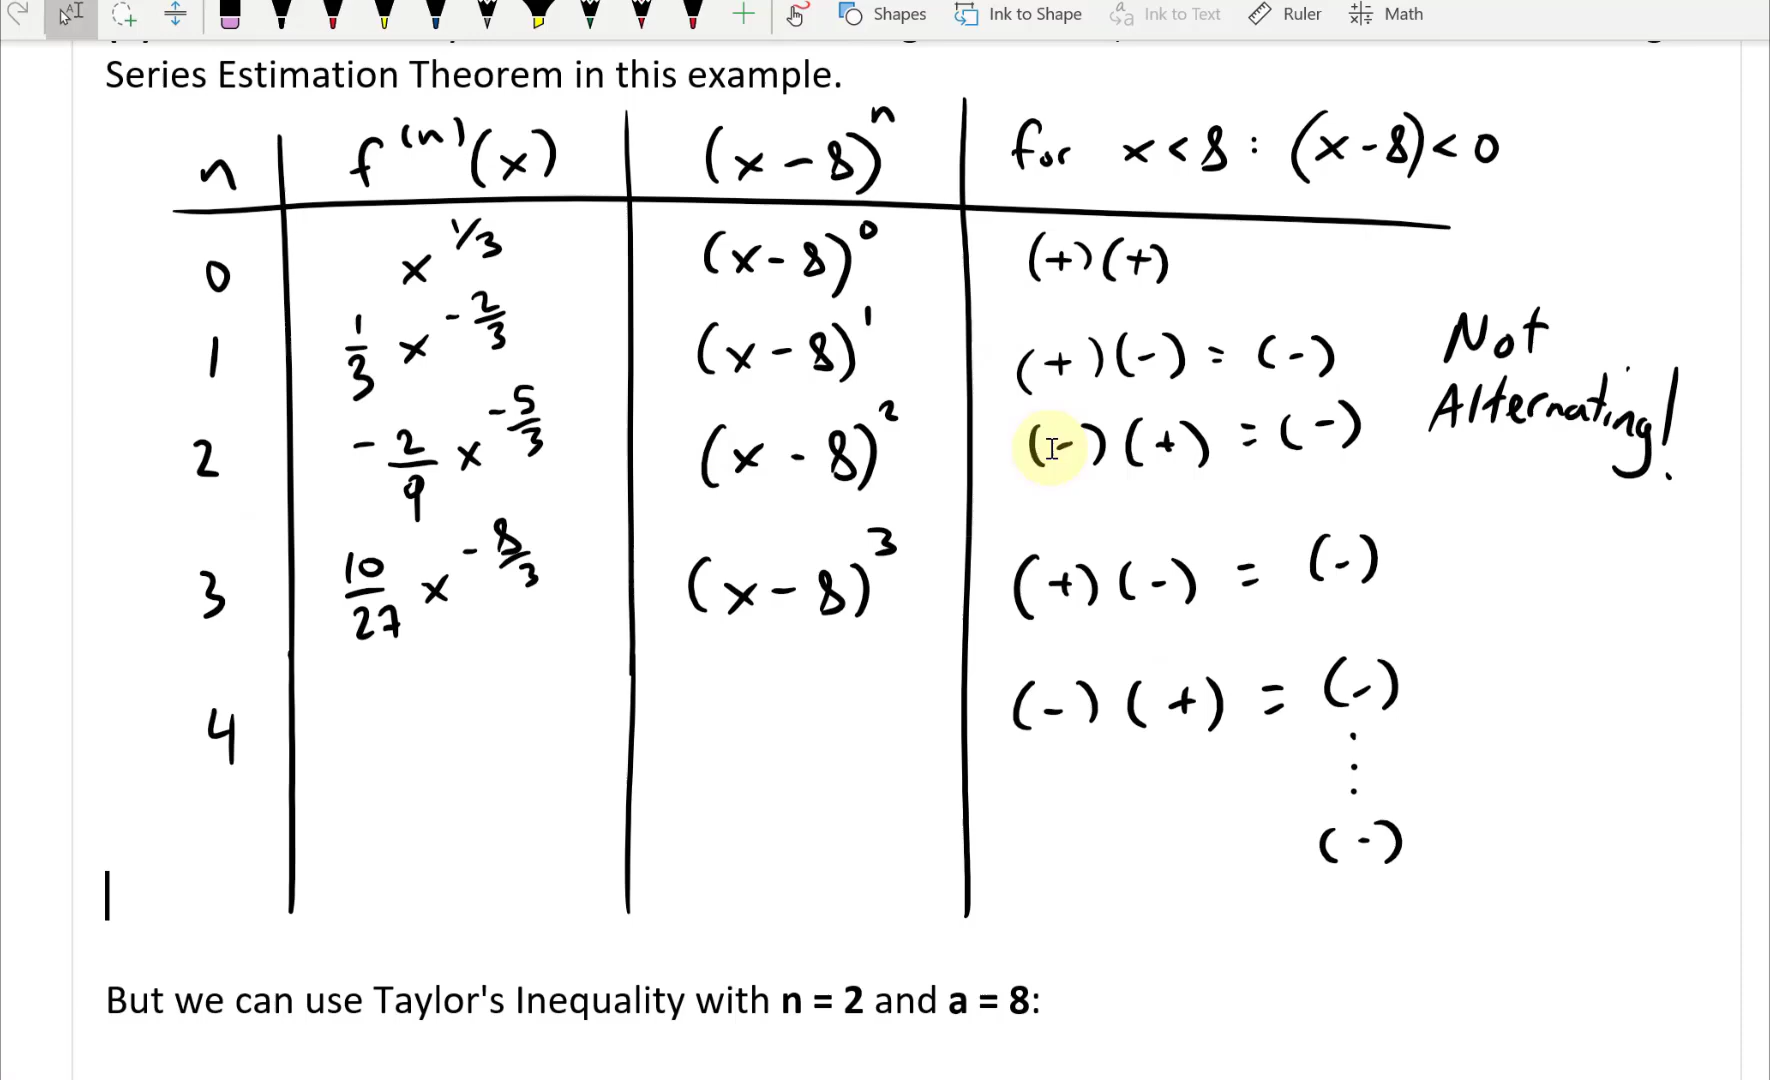 Shapes Ink to Shape Ink to Text Ruler Math
Series Estimation Theorem in this example.
n f^(n)(x) (x-8)^n for x<8: (x-8)<0
0 x^1/3 (x-8)^0 (+)(+)
1 1/3 x^-2/3 (x-8)^1 (+)(-) = (-)
2 -2/9 x^-5/3 (x-8)^2 (-)(+) = (-)
Not
Alternating!
3 10/27 x^-8/3 (x-8)^3 (+)(-) = (-)
4 (-)(+) = (-)
(-)
But we can use Taylor's Inequality with n = 2 and a = 8: